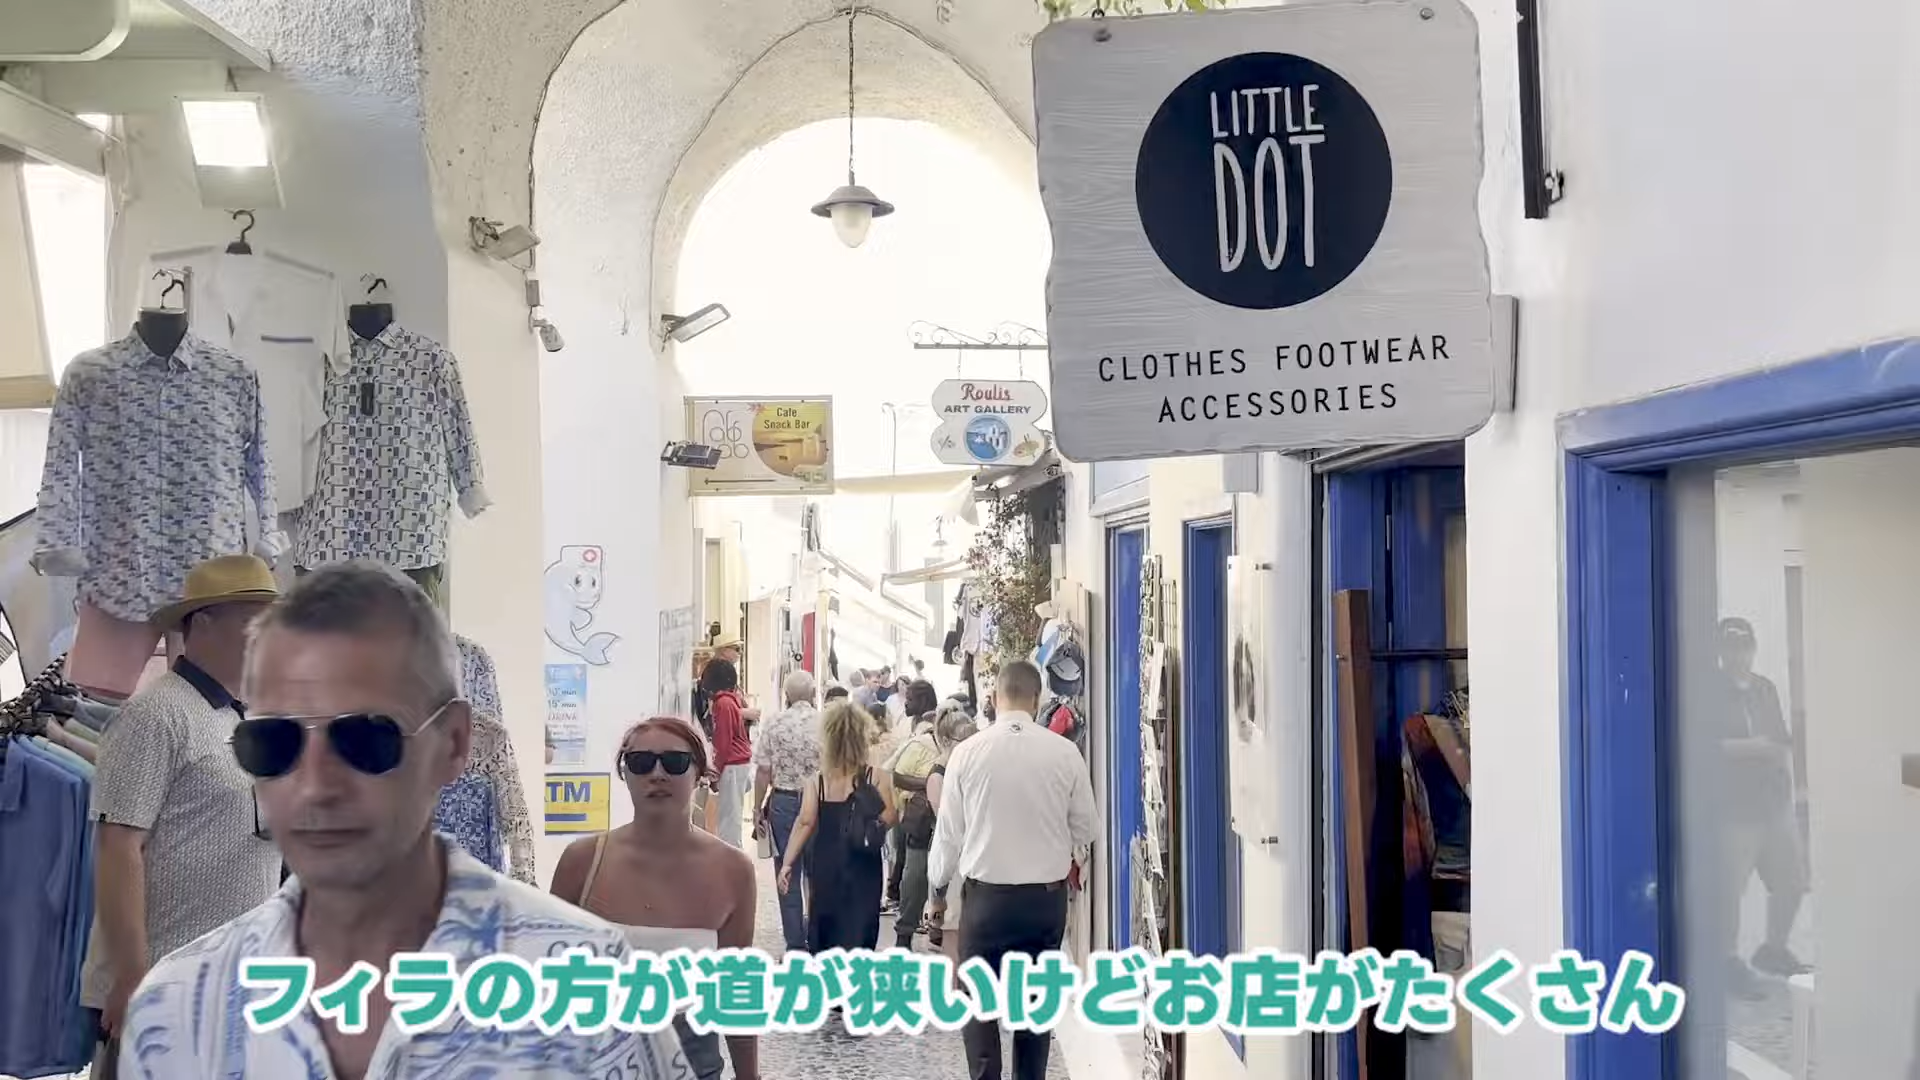 LITTLE
DOT
CLOTHES FOOTWEAR
ACCESSORIES
Roulis
ART GALLERY
Cafe
Snack Bar
DRINK
TM
フィラの方が道が狭いけどお店がたくさん